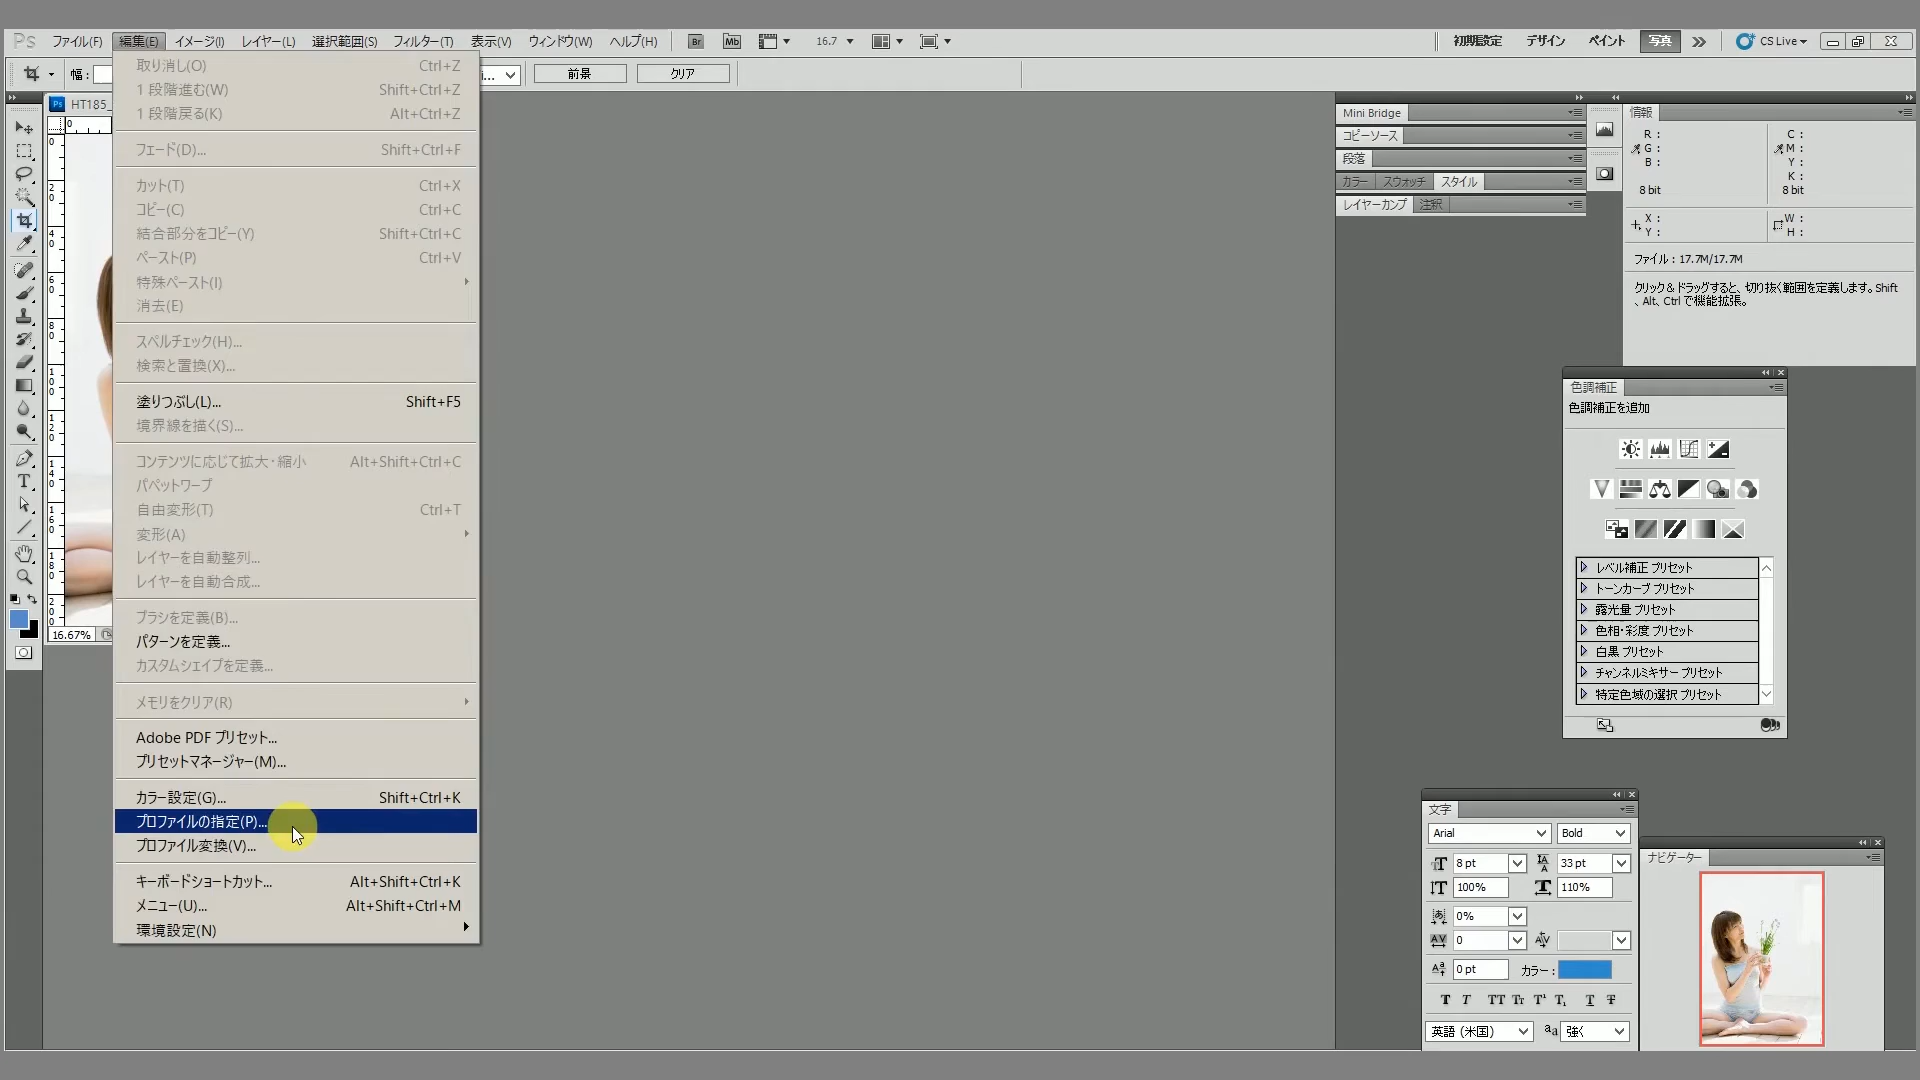 Ps ファイル(F) 編集(E) イメージ(I) レイヤー(L) 選択範囲(S) フィルター(T) 表示(V) ウィンドウ(W) ヘルプ(H) Br Mb 16.7 初期設定 デザイン ペイント 写真 CS Live
幅: i... 前景 クリア
Ps HT185_
取り消し(O) Ctrl+Z
1 段階進む(W) Shift+Ctrl+Z
1 段階戻る(K) Alt+Ctrl+Z
フェード(D)... Shift+Ctrl+F
カット(T) Ctrl+X
コピー(C) Ctrl+C
結合部分をコピー(Y) Shift+Ctrl+C
ペースト(P) Ctrl+V
特殊ペースト(I)
消去(E)
スペルチェック(H)...
検索と置換(X)...
塗りつぶし(L)... Shift+F5
境界線を描く(S)...
コンテンツに応じて拡大・縮小 Alt+Shift+Ctrl+C
パペットワープ
自由変形(T) Ctrl+T
変形(A)
レイヤーを自動整列...
レイヤーを自動合成...
ブラシを定義(B)...
パターンを定義...
カスタムシェイプを定義...
メモリをクリア(R)
Adobe PDF プリセット...
プリセットマネージャー(M)...
カラー設定(G)... Shift+Ctrl+K
プロファイルの指定(P)...
プロファイル変換(V)...
キーボードショートカット... Alt+Shift+Ctrl+K
メニュー(U)... Alt+Shift+Ctrl+M
環境設定(N)
0
0
20
40
60
80
100
120
140
160
180
200
16.67%
Mini Bridge
コピーソース
段落
カラー スウォッチ スタイル
レイヤーカンプ 注釈
情報
R : C :
G : M :
B : Y :
K :
8 bit 8 bit
X : W :
Y : H :
ファイル : 17.7M/17.7M
クリック & ドラッグすると、切り抜く範囲を定義します。Shift
、Alt、Ctrl で機能拡張。
色調補正
色調補正を追加
レベル補正 プリセット
トーンカーブ プリセット
露光量 プリセット
色相・彩度 プリセット
白黒 プリセット
チャンネルミキサー プリセット
特定色域の選択 プリセット
文字
Arial Bold
8 pt 33 pt
100% 110%
0%
0
0 pt カラー :
T T TT Tt T¹ T₁ T T
英語 (米国) aa 強く
ナビゲーター